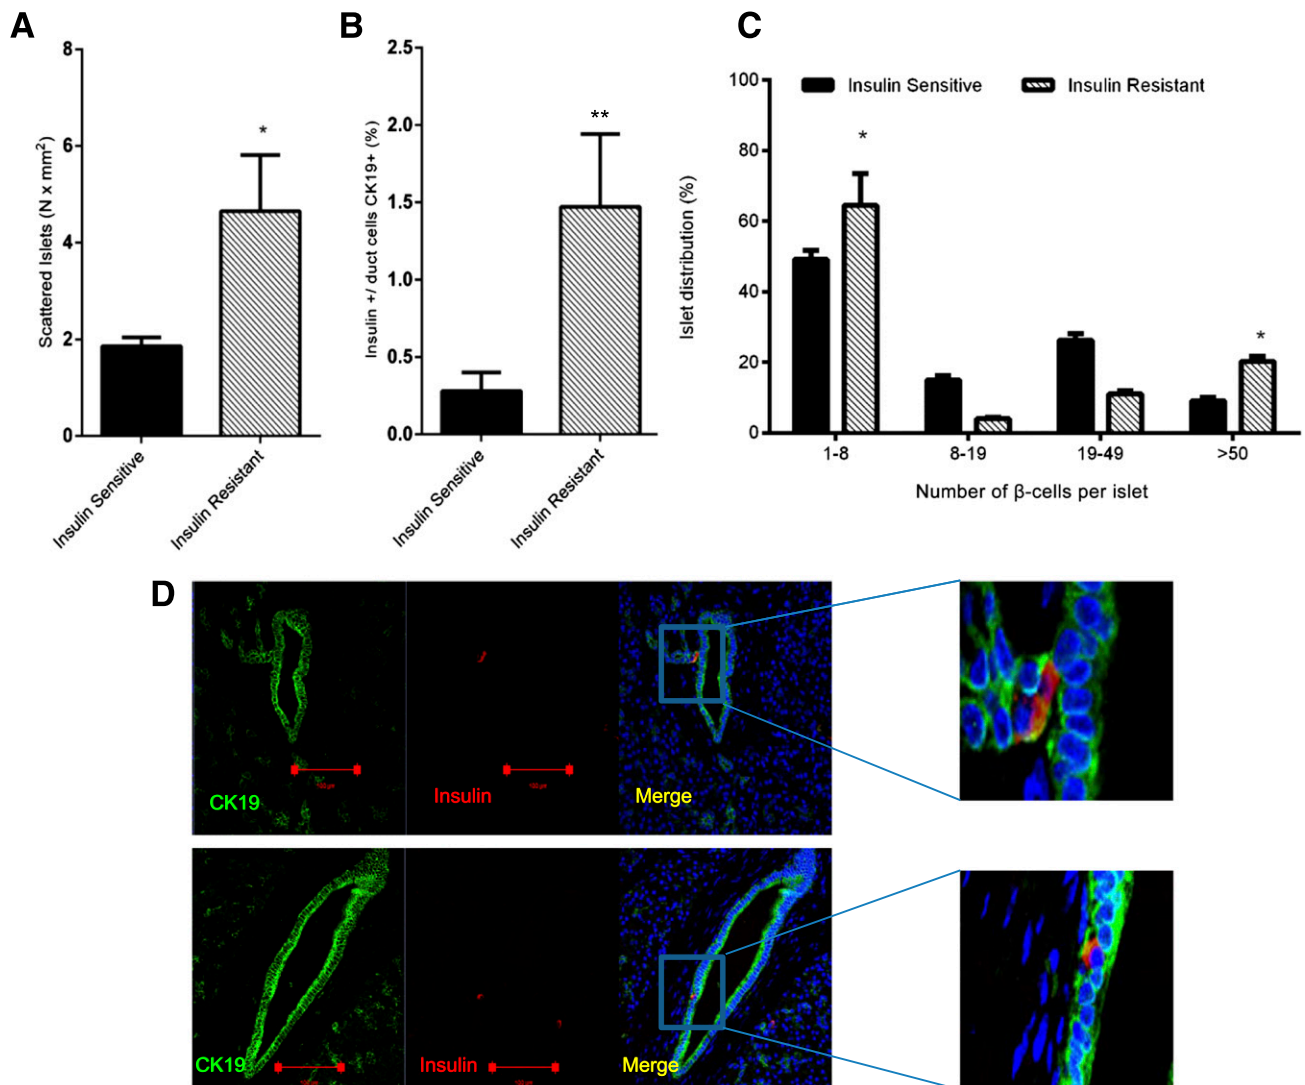 A
Scattered Islets (N x mm²)
8
6
4
2
0
*
Insulin Sensitive
Insulin Resistant
B
Insulin +/ duct cells CK19+ (%)
2.5
2.0
1.5
1.0
0.5
0.0
**
Insulin Sensitive
Insulin Resistant
C
Insulin Sensitive
Insulin Resistant
Islet distribution (%)
100
80
60
40
20
0
*
*
1-8
8-19
19-49
>50
Number of β-cells per islet
D
CK19
Insulin
Merge
CK19
Insulin
Merge